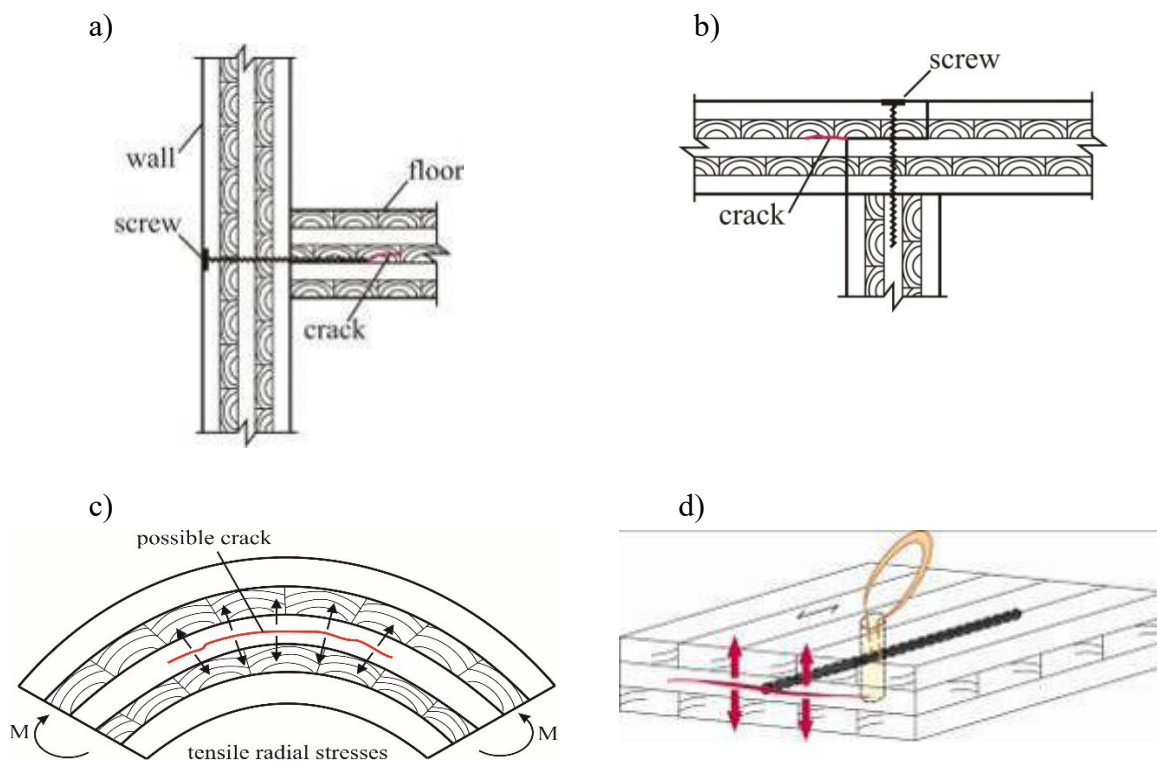 a)
wall
screw
floor
crack
b)
screw
crack
c)
possible crack
M
M
tensile radial stresses
d)